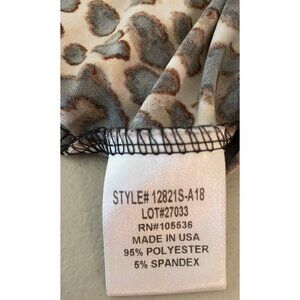 STYLE# 12821S-A18
LOT#27033
RN#105536
MADE IN USA
95% POLYESTER
5% SPANDEX